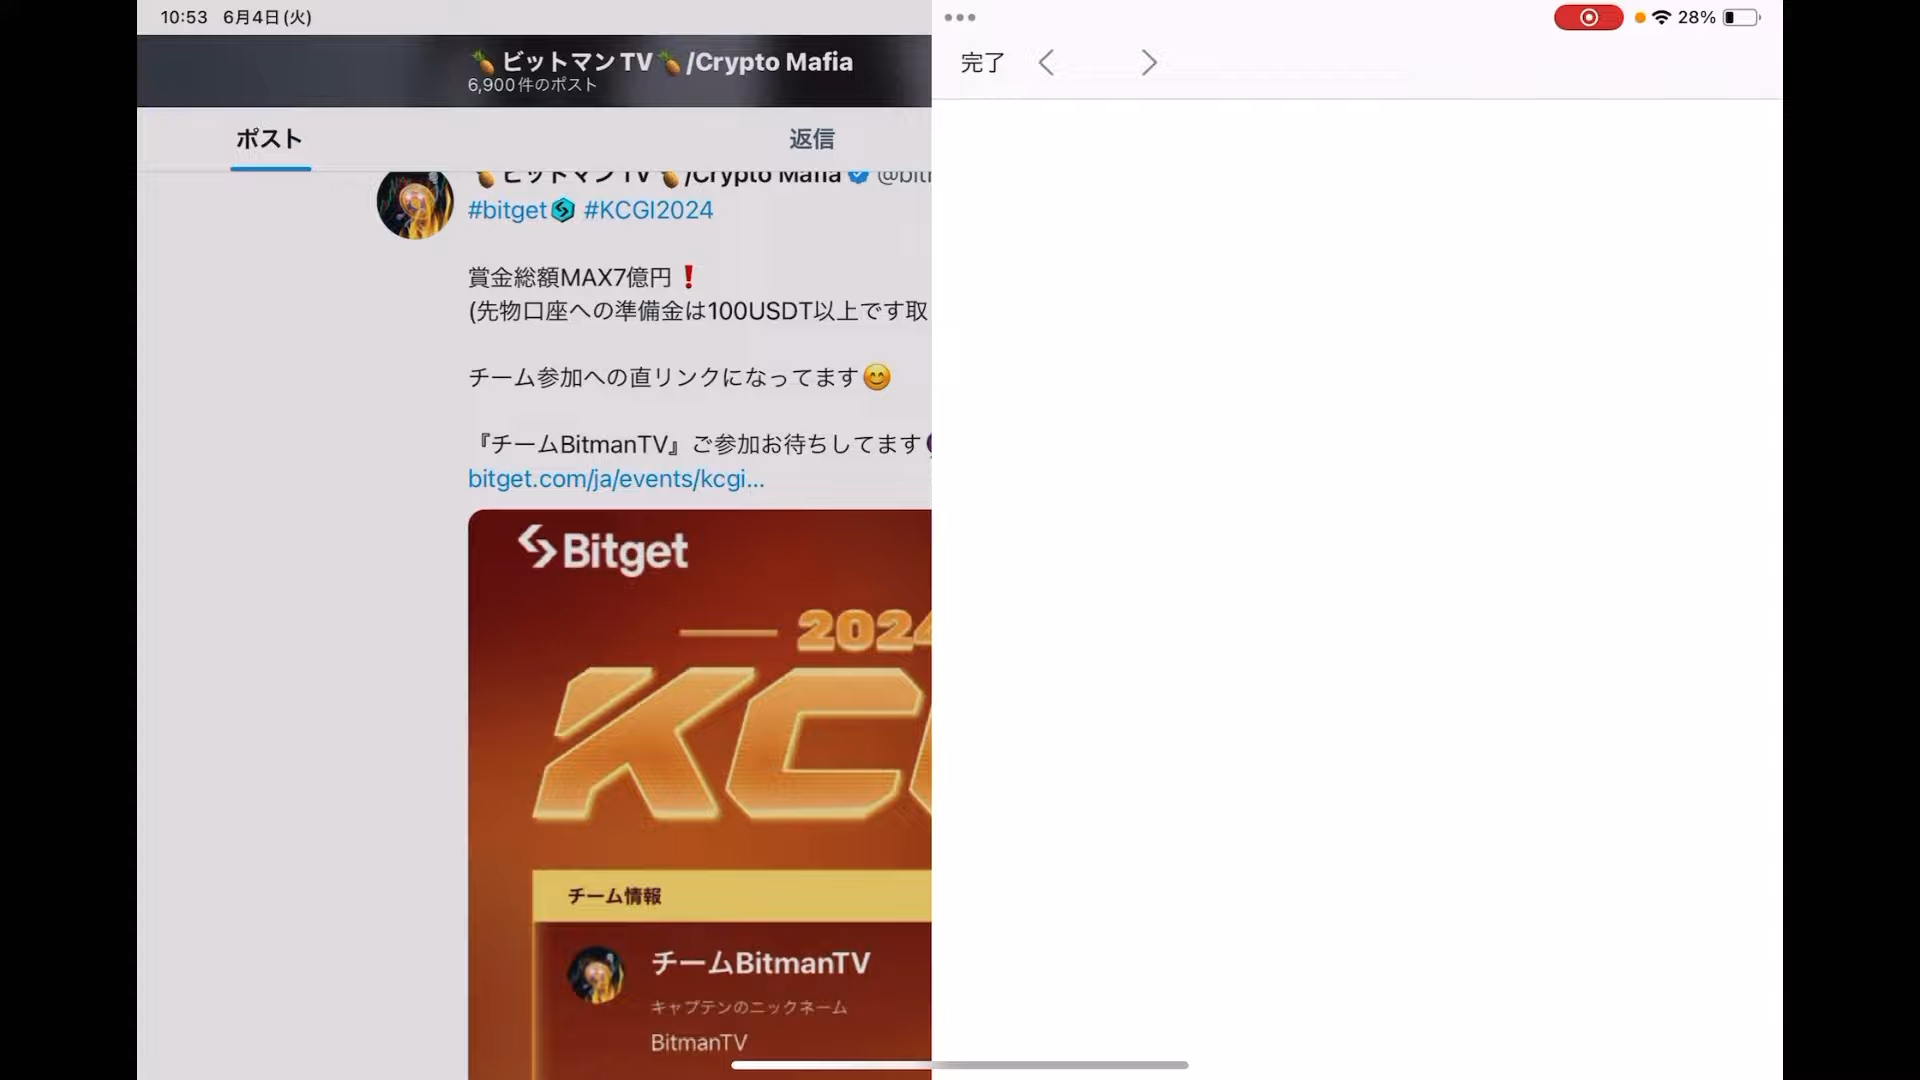 10:53 6月4日(火)
28%
🍍ビットマンTV🍍/Crypto Mafia
6,900件のポスト
完了
ポスト
返信
🍍ビットマンTV🍍/Crypto Mafia
#bitget #KCGI2024
賞金総額MAX7億円❗
(先物口座への準備金は100USDT以上です取
チーム参加への直リンクになってます😊
『チームBitmanTV』ご参加お待ちしてます
bitget.com/ja/events/kcgi...
Bitget
2024
KC
チーム情報
チームBitmanTV
キャプテンのニックネーム
BitmanTV